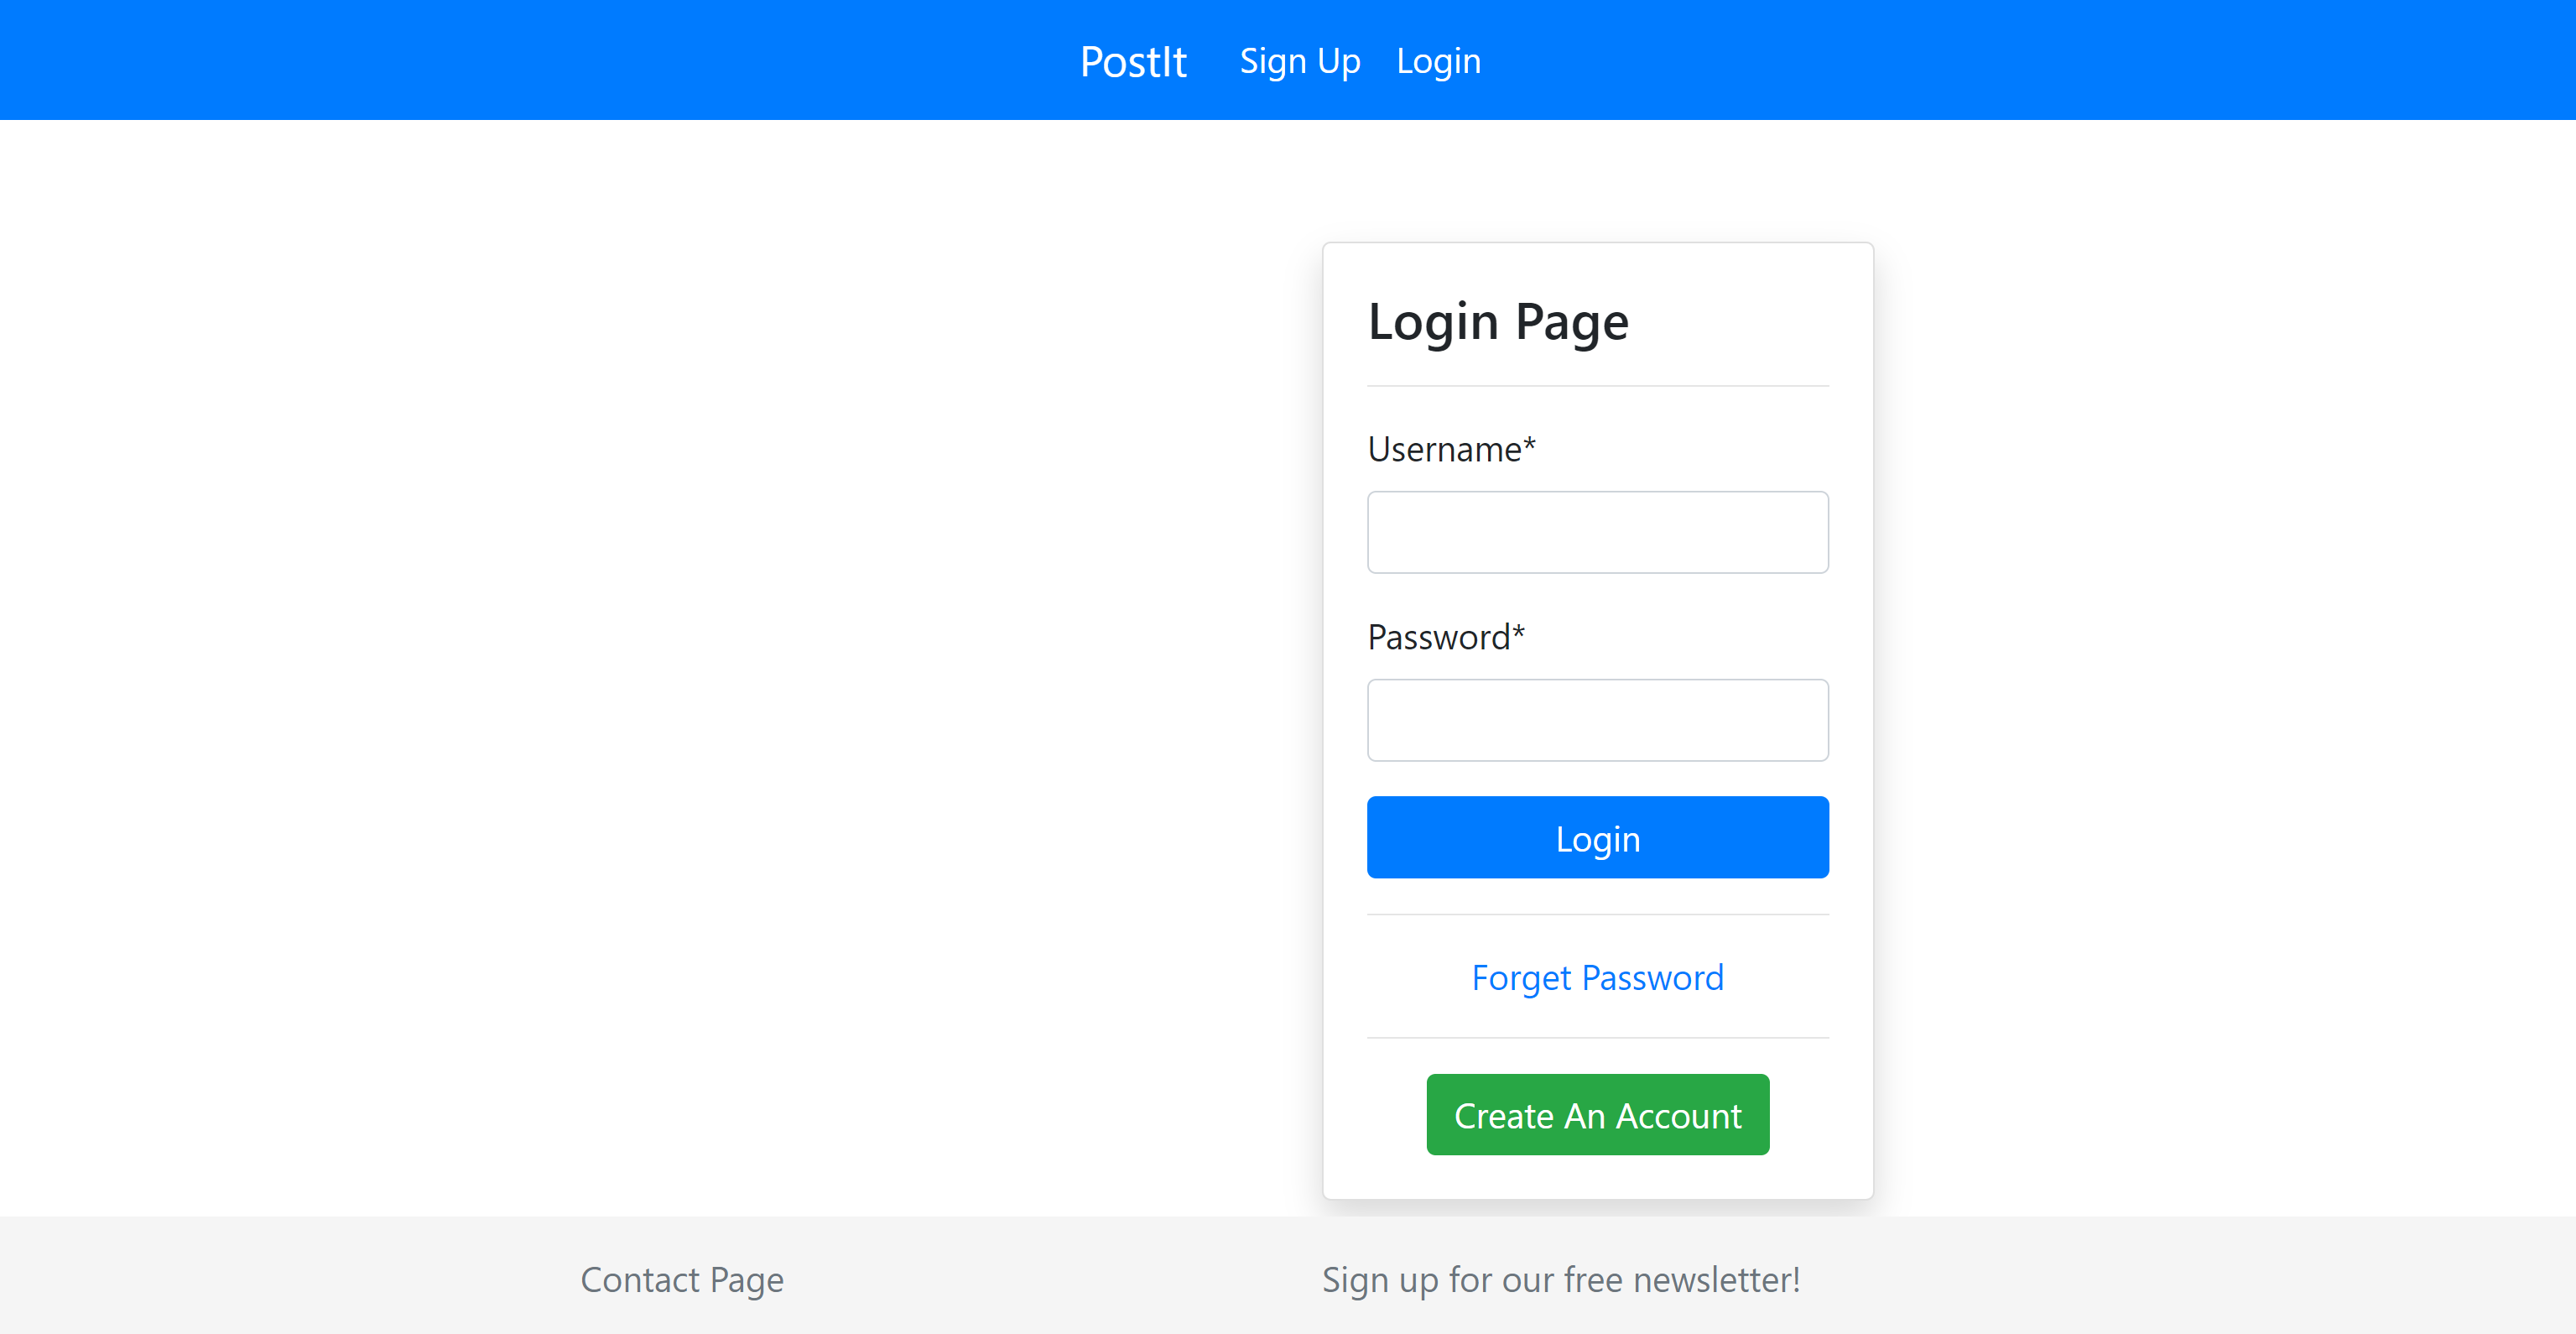 PostIt Sign Up Login
Login Page
Username*
Password*
Login
Forget Password
Create An Account
Contact Page
Sign up for our free newsletter!